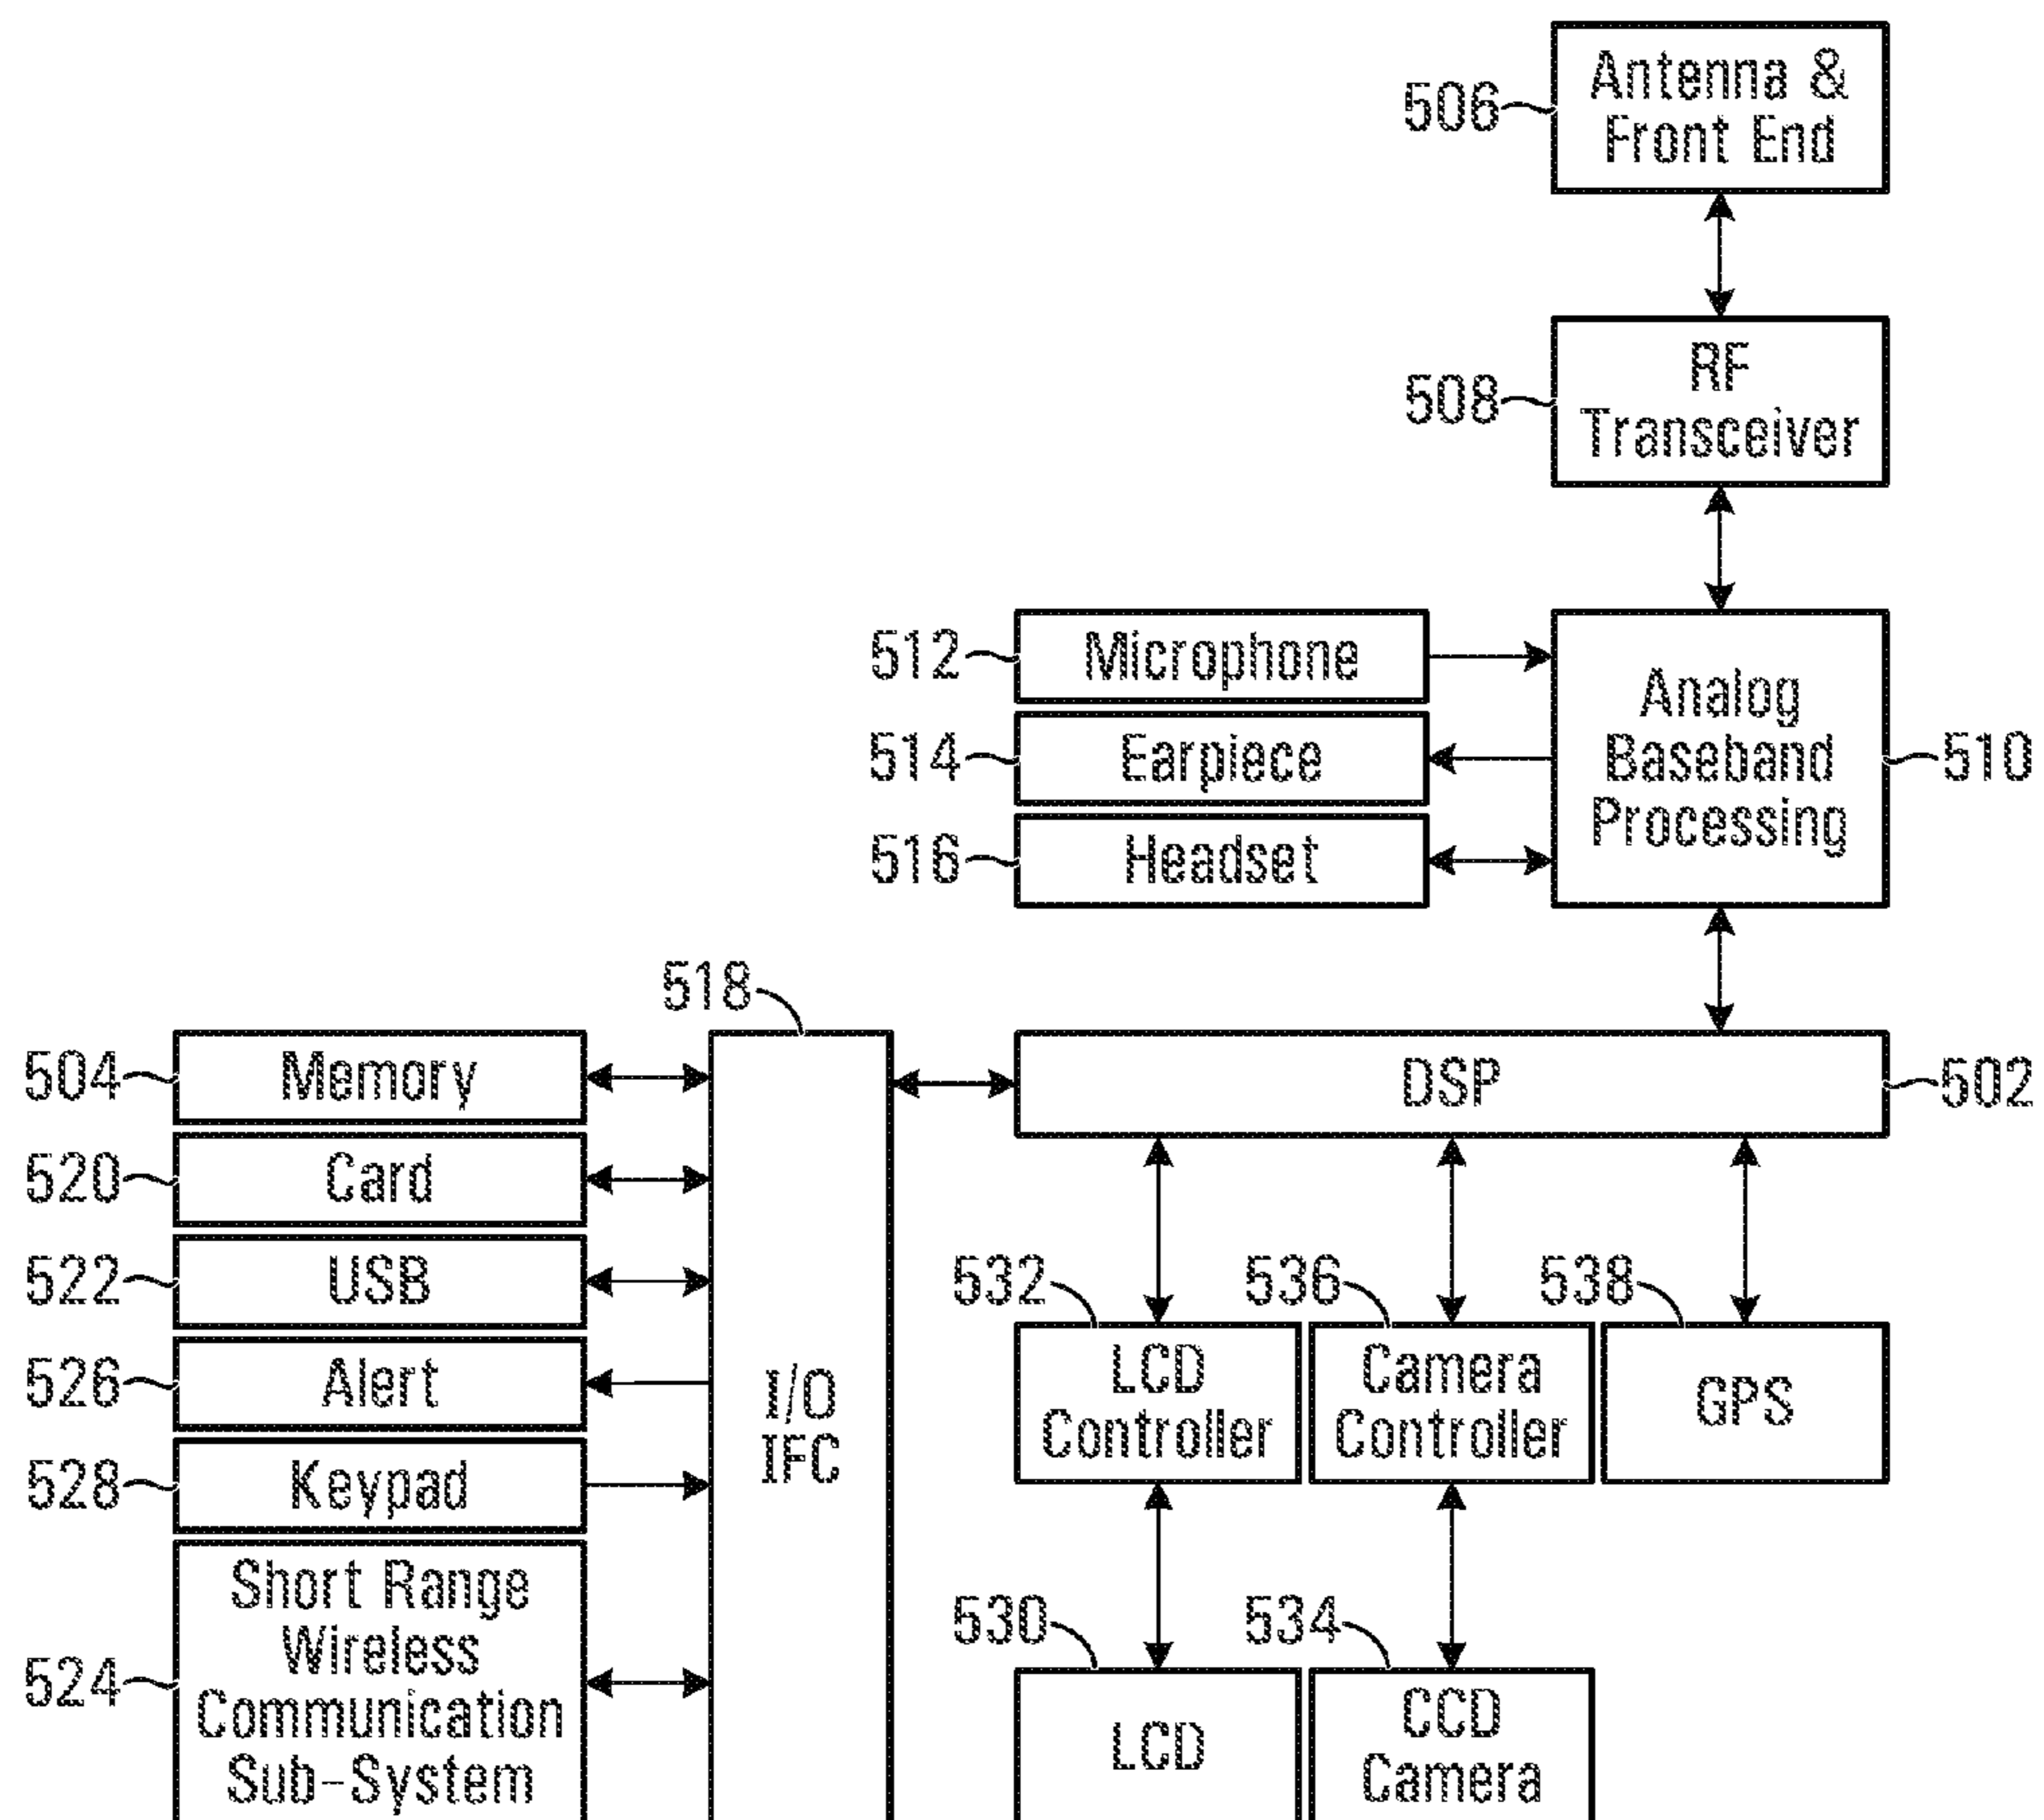 506
Antenna &
Front End
508
RF
Transceiver
512
Microphone
514
Earpiece
516
Headset
Analog
Baseband
Processing
510
518
504
Memory
DSP
502
520
Card
522
USB
526
Alert
528
Keypad
I/O
IFC
532
536
538
LCD
Controller
Camera
Controller
GPS
524
Short Range
Wireless
Communication
Sub-System
530
534
LCD
CCD
Camera